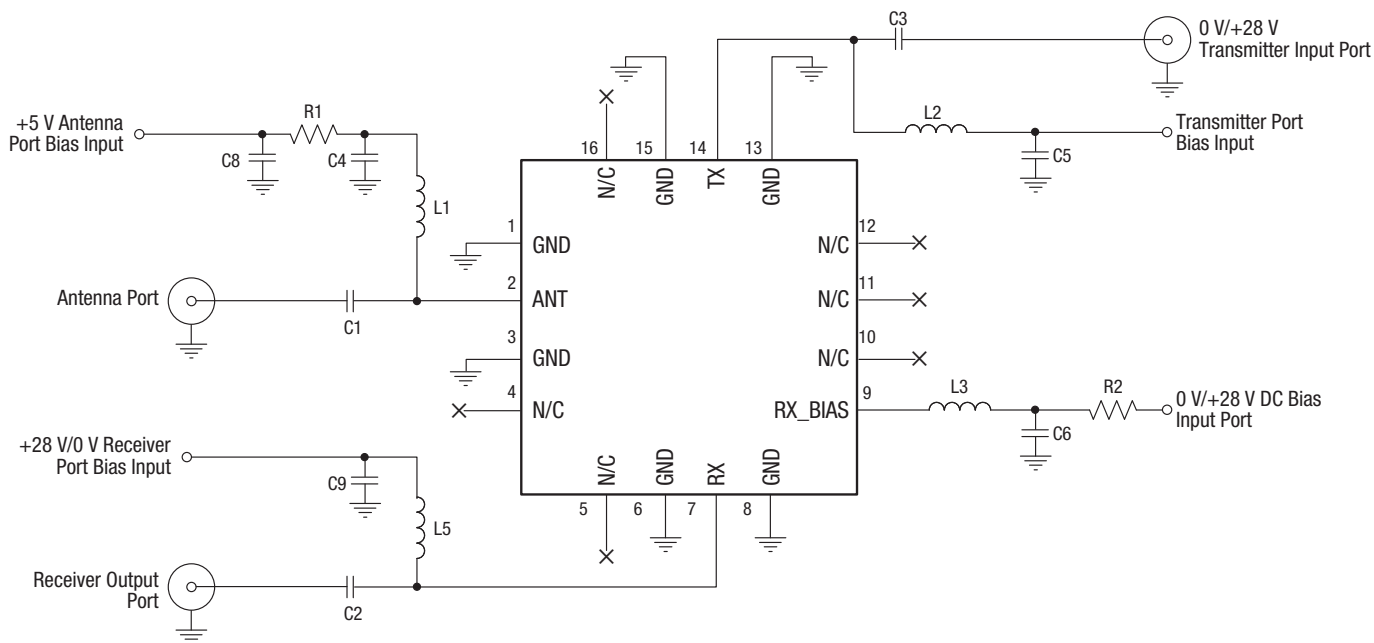 C3
0 V/+28 V
Transmitter Input Port
+5 V Antenna
Port Bias Input
R1
C8
C4
L1
L2
C5
Transmitter Port
Bias Input
16
15
14
13
N/C
GND
TX
GND
1
GND
12
N/C
Antenna Port
C1
2
ANT
11
N/C
3
GND
10
N/C
4
N/C
9
RX_BIAS
L3
R2
C6
0 V/+28 V DC Bias
Input Port
+28 V/0 V Receiver
Port Bias Input
C9
L5
N/C
GND
RX
GND
5
6
7
8
Receiver Output
Port
C2